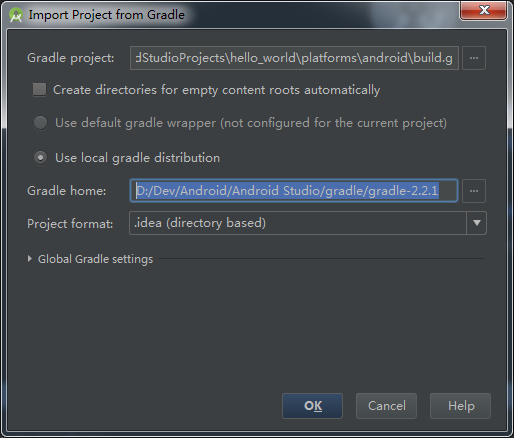 Import Project from Gradle
Gradle project: dStudioProjects\hello_world\platforms\android\build.g ...
Create directories for empty content roots automatically
Use default gradle wrapper (not configured for the current project)
Use local gradle distribution
Gradle home: D:/Dev/Android/Android Studio/gradle/gradle-2.2.1 ...
Project format: .idea (directory based)
Global Gradle settings
OK Cancel Help